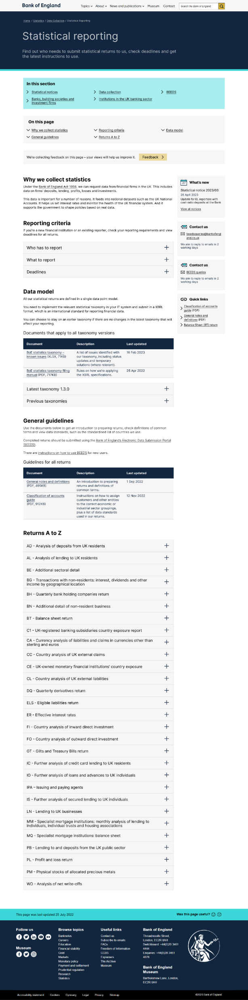 Bank of England
Topics About News and publications Museum Contact Search the Bank of England
Home / Statistics / Data Collection / Statistical Reporting
Statistical reporting
Find out who needs to submit statistical returns to us, check deadlines and get
the latest instructions to use.
In this section
Statistical notices
Data collection
BEEDS
Banks, building societies and
investment firms
Institutions in the UK banking sector
On this page
Why we collect statistics
Reporting criteria
Data model
General guidelines
Returns A to Z
We're collecting feedback on this page – your views will help us improve it. Feedback
Why we collect statistics
Under the Bank of England Act 1998, we can request data from financial firms in the UK. This includes
data on firms' deposits, lending, profits, losses and investments.
This data is important for a number of reasons. It feeds into national datasets such as the UK National
Accounts. It helps us set interest rates and monitor the health of the UK financial system. And it
supports the government to shape policies based on real data.
Reporting criteria
If you're a new financial institution or an existing reporter, check your reporting requirements and view
deadlines for all returns.
Who has to report
What to report
Deadlines
Data model
All our statistical returns are defined in a single data point model.
You need to implement the relevant statistical taxonomy in your IT system and submit in a XBRL
format, which is an international standard for reporting financial data.
You can choose to stay on an earlier taxonomy if there are no changes in the latest taxonomy that will
affect your reporting.
Documents that apply to all taxonomy versions
Document Description Last updated
BoE statistics taxonomy –
known issues (XLSX, 71KB)
A list of issues identified with
our taxonomy, including status
updates and temporary
solutions (where relevant).
16 Feb 2023
BoE statistics taxonomy filing
manual (PDF, 717KB)
Rules on how we're applying
the XBRL specifications.
25 Apr 2022
Latest taxonomy 1.3.0
Previous taxonomies
General guidelines
Use the documents below to get an introduction to preparing returns, check definitions of common
terms and view data standards, such as the standardised list of countries we use.
Completed returns should be submitted using the Bank of England's Electronic Data Submission Portal
(BEEDS).
There are instructions on how to use BEEDS for new users.
Guidelines for all returns
Document Description Last updated
General notes and definitions
(PDF, 495KB)
An introduction to preparing
returns and definitions of
common terms.
1 Sep 2022
Classification of accounts
guide
(PDF, 912KB)
Instructions on how to assign
customers and other entities
to the correct economic or
industrial sector groupings,
plus a list of data standards
used in our returns.
12 Nov 2022
Returns A to Z
AD - Analysis of deposits from UK residents
AL - Analysis of lending to UK residents
BE - Additional sectoral detail
BG - Transactions with non-residents: interest, dividends and other
income by geographical location
BH - Quarterly bank holding companies return
BN - Additional detail of non-resident business
BT - Balance sheet return
C1 - UK-registered banking subsidiaries country exposure report
CA - Currency analysis of liabilities and claims in currencies other than
sterling and euros
CC - Country analysis of UK external claims
CE - UK-owned monetary financial institutions' country exposure
CL - Country analysis of UK external liabilities
DQ - Quarterly derivatives return
ELS - Eligible liabilities return
ER - Effective interest rates
FI - Country analysis of inward direct investment
FO - Country analysis of outward direct investment
GT - Gilts and Treasury Bills return
IC - Further analysis of credit card lending to UK residents
IO - Further analysis of loans and advances to UK individuals
IPA – Issuing and paying agents
IS - Further analysis of secured lending to UK individuals
LN - Lending to UK businesses
MM - Specialist mortgage institutions: monthly analysis of lending to
individuals, individual trusts and housing associations
MQ - Specialist mortgage institutions: balance sheet
PB - Lending to and deposits from the UK public sector
PL - Profit and loss return
PM - Physical stocks of allocated precious metals
WO - Analysis of net write-offs
What's new
Statistical notice 2023/03
28 April 2023
Update for EL reporters with
cash ratio deposits at the Bank
View all notices
Contact us
beedsqueries@bankofengl
and.co.uk
We aim to reply to emails in 2
working days
Contact us
BEEDS queries
We aim to reply to emails in 2
working days
Quick links
Classification of accounts
guide (PDF)
General notes and
definitions (PDF)
Balance Sheet (BT) return
This page was last updated 25 July 2022
Was this page useful?
Follow us
Museum
Browse topics
Banknotes
Careers
Education
Financial stability
Gold
Markets
Monetary policy
Payment and settlement
Prudential regulation
Research
Statistics
Useful links
Contact us
Subscribe to emails
FAQs
Freedom of Information
CCBS
Explainers
The Archive
Museum
Bank of England
Threadneedle Street,
London, EC2R 8AH
Switchboard: +44(0)20 3461
4444
Enquiries: +44(0)20 3461
4878
Bank of England
Museum
Bartholomew Lane, London,
EC2R 8AH
Accessibility statement Cookies Cymraeg Legal Privacy Sitemap
©2023 Bank of England